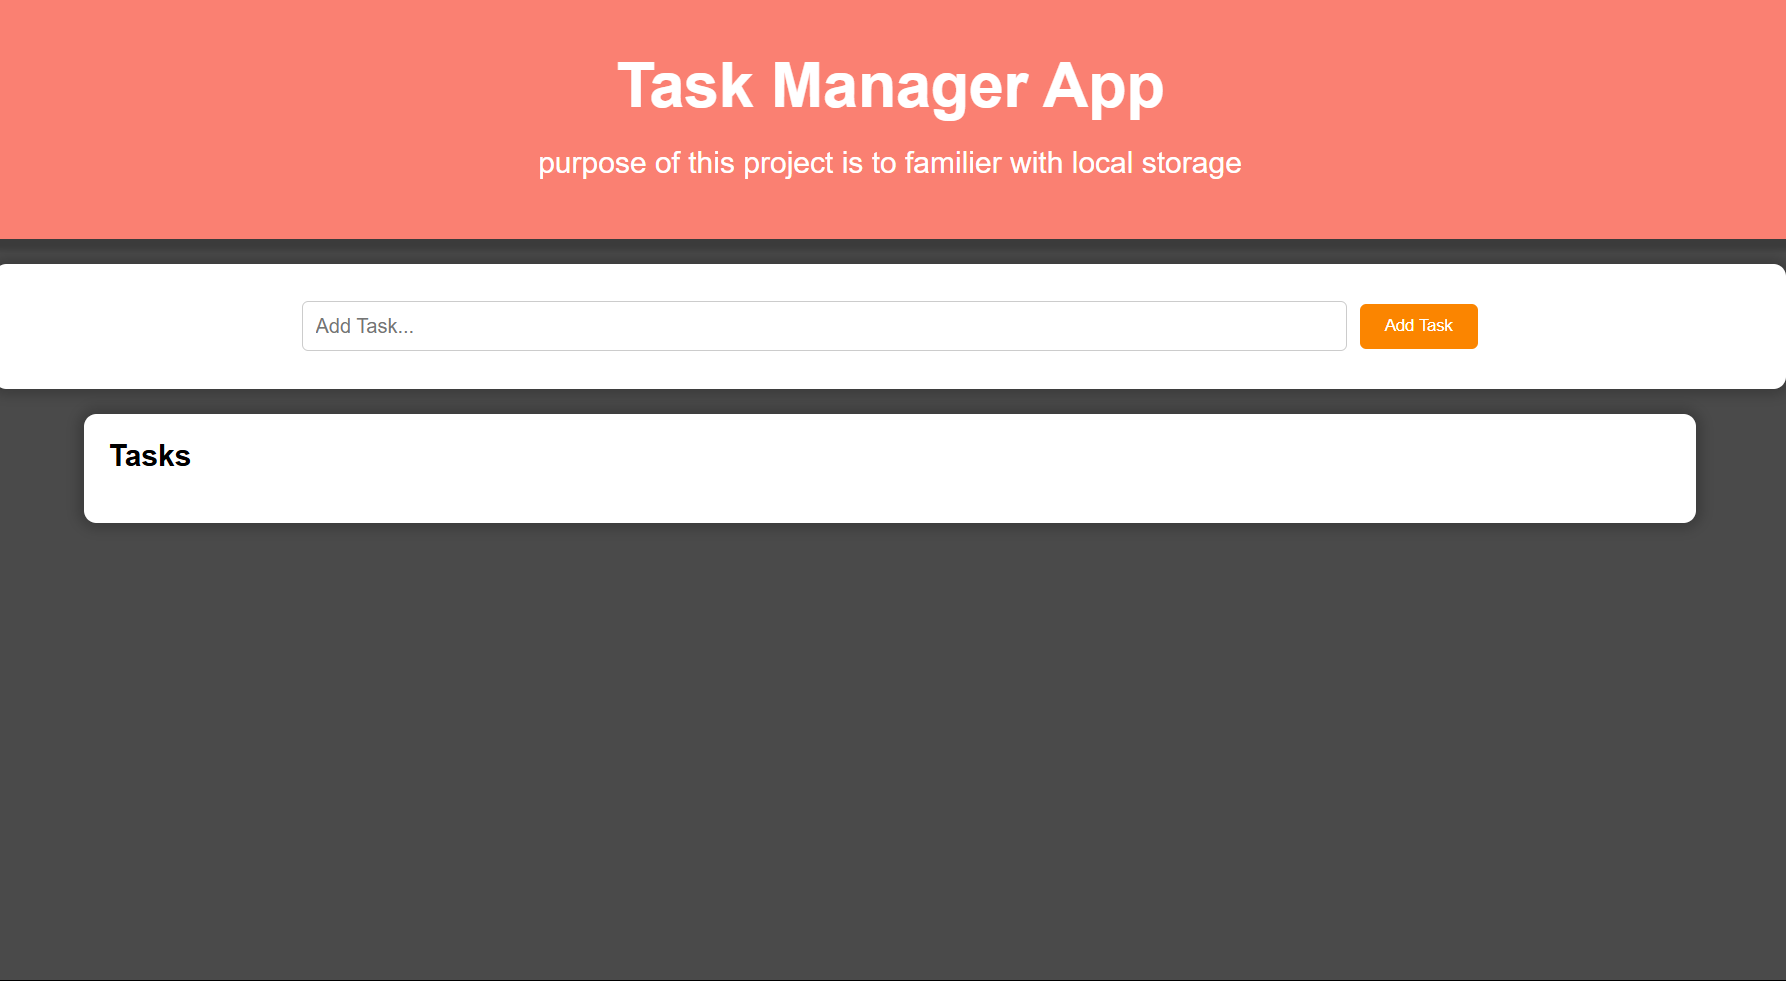 Task Manager App
purpose of this project is to familier with local storage
Add Task...
Add Task
Tasks